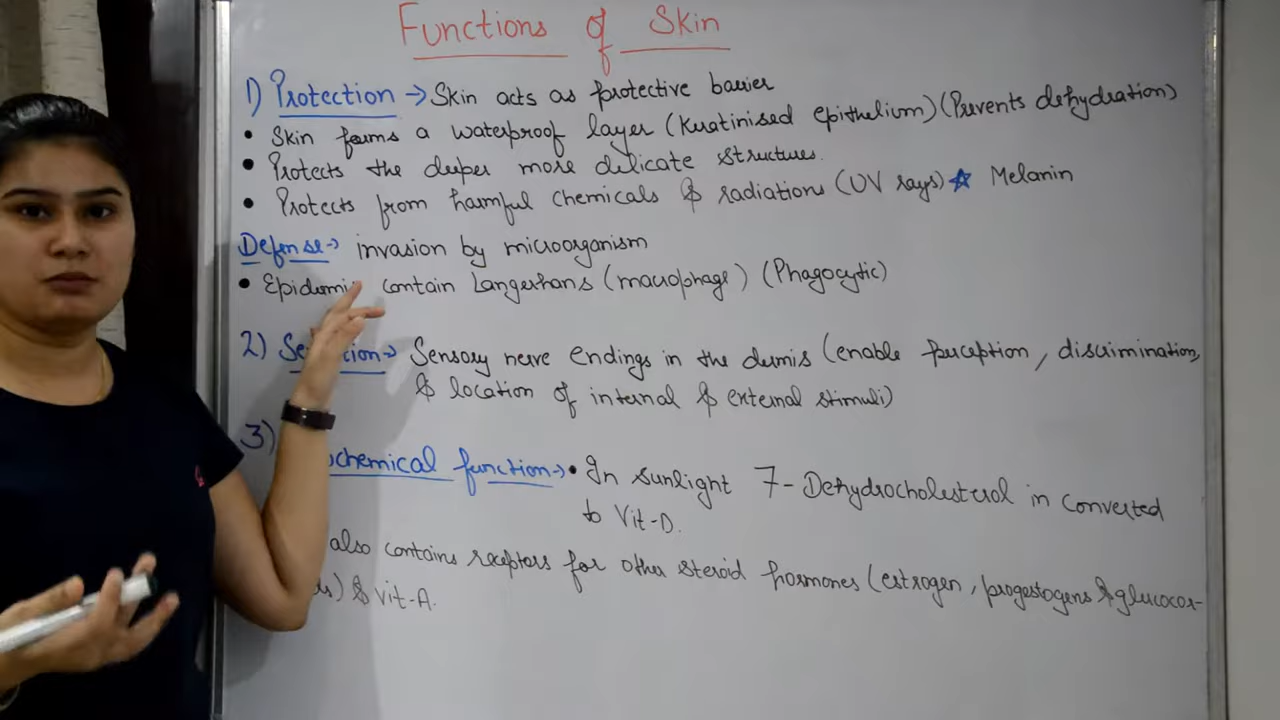 Functions of Skin
1) Protection → Skin acts as protective barrier
• Skin forms a waterproof layer (Keratinised epithelium) (Prevents dehydration)
• Protects the deeper more delicate structures.
• Protects from harmful chemicals & radiations (UV rays) ★ Melanin
Defense → invasion by microorganism
• Epidermis contain Langerhans (macrophage) (Phagocytic)
2) → Sensory nerve endings in the dermis (enable perception, discrimination,
& location of internal & external stimuli)
3) ochemical function → • In sunlight 7-Dehydrocholesterol in converted
to Vit-D.
also contains receptors for other steroid hormones (estrogen, progestogens & glucocor-
) & Vit-A.